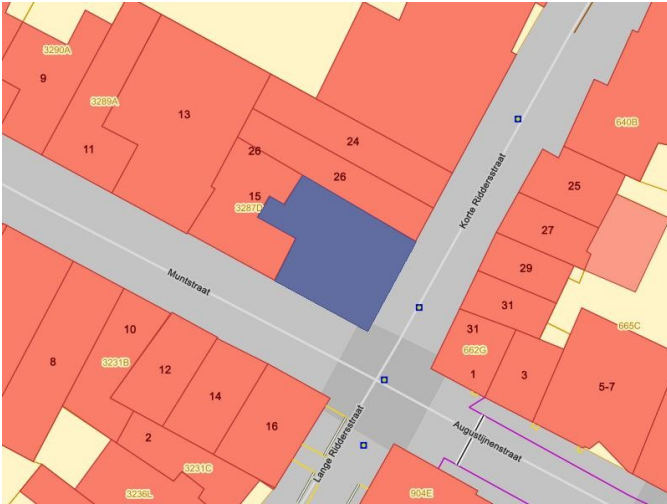 3290A
9
3289A
13
11
24
640B
26
26
25
15
3287D
Korte Riddersstraat
27
29
Muntstraat
31
10
31
665C
3231B
662G
8
12
1
3
5-7
14
16
2
Lange Riddersstraat
Augustijnenstraat
3231C
3236L
904E